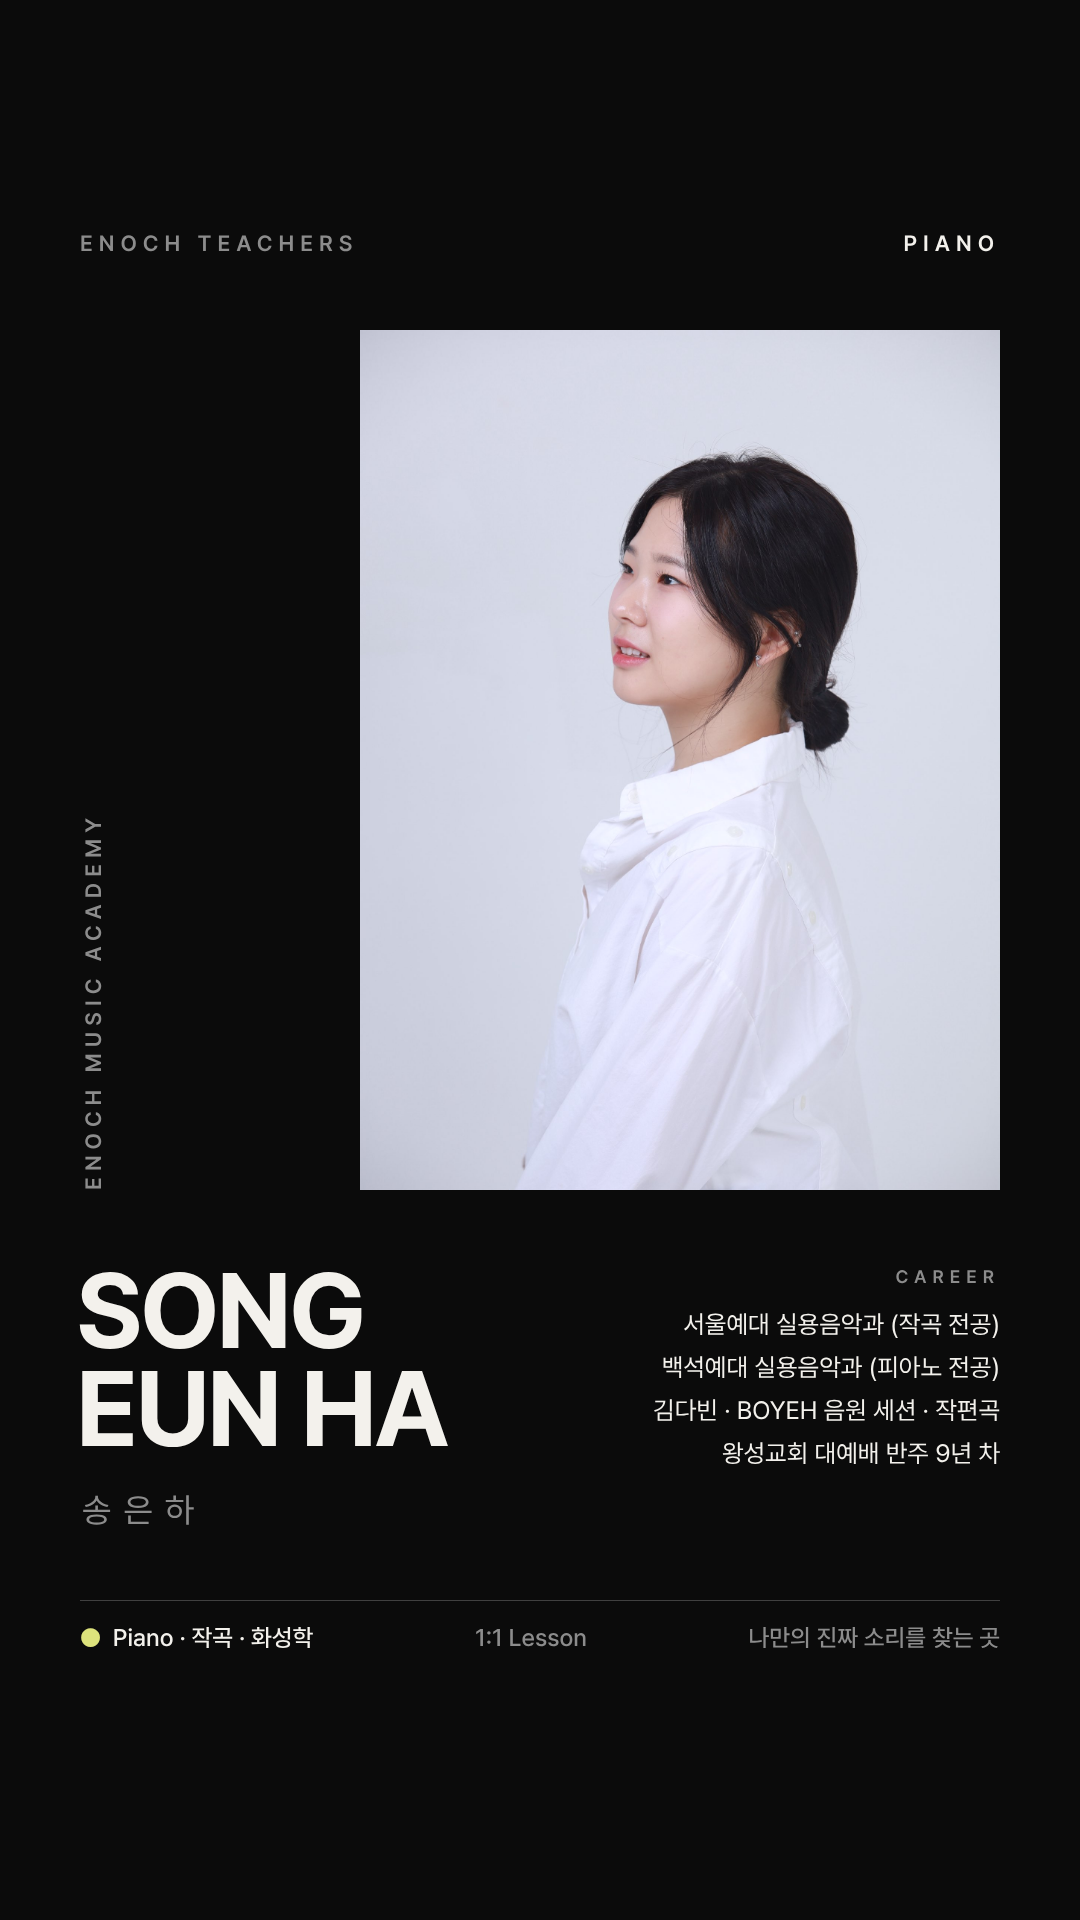 ENOCH TEACHERS
PIANO
ENOCH MUSIC ACADEMY
SONG
EUN HA
송은하
CAREER
서울예대 실용음악과 (작곡 전공)
백석예대 실용음악과 (피아노 전공)
김다빈 · BOYEH 음원 세션 · 작편곡
왕성교회 대예배 반주 9년 차
Piano · 작곡 · 화성학
1:1 Lesson
나만의 진짜 소리를 찾는 곳